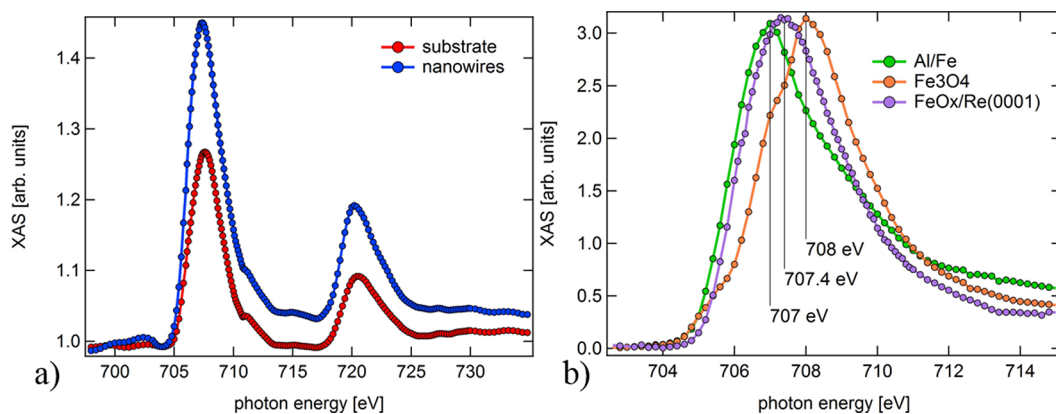 XAS [arb. units]
1.4
1.3
1.2
1.1
1.0
substrate
nanowires
700 705 710 715 720 725 730
photon energy [eV]
a)
XAS [arb. units]
3.0
2.5
2.0
1.5
1.0
0.5
0.0
Al/Fe
Fe3O4
FeOx/Re(0001)
708 eV
707.4 eV
707 eV
704 706 708 710 712 714
photon energy [eV]
b)